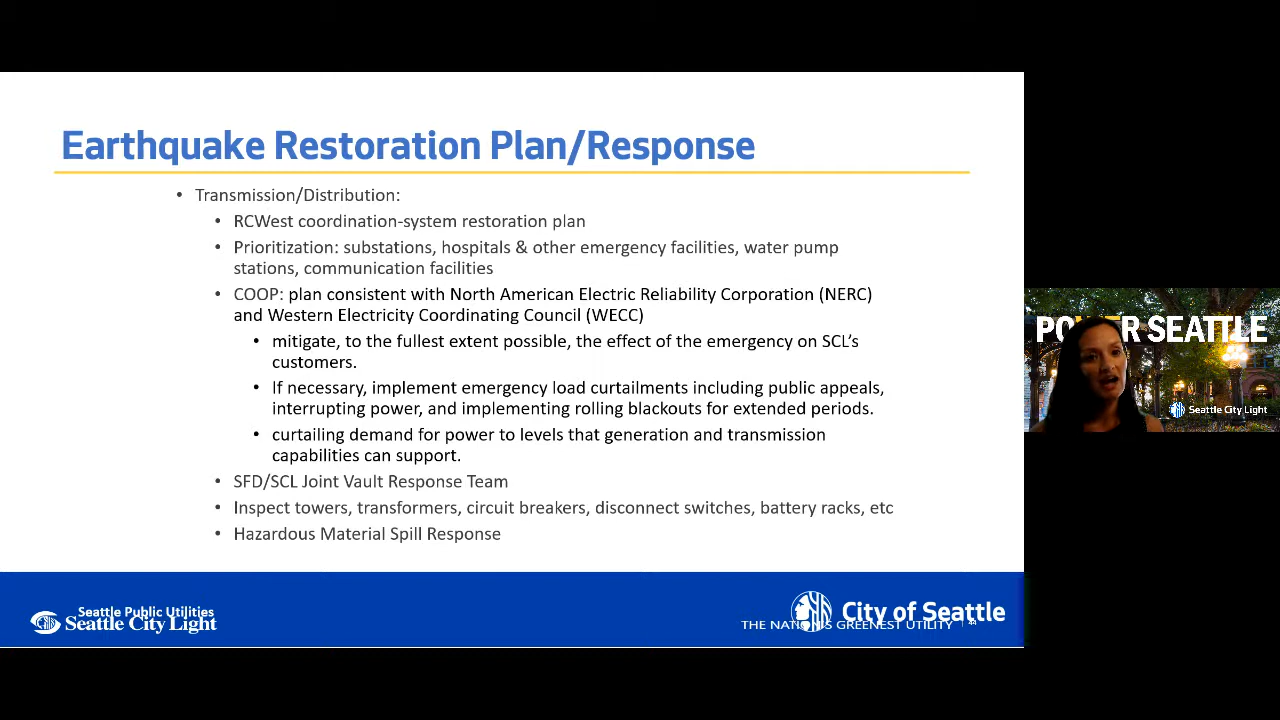 Earthquake Restoration Plan/Response
• Transmission/Distribution:
• RCWest coordination-system restoration plan
• Prioritization: substations, hospitals & other emergency facilities, water pump
stations, communication facilities
• COOP: plan consistent with North American Electric Reliability Corporation (NERC)
and Western Electricity Coordinating Council (WECC)
• mitigate, to the fullest extent possible, the effect of the emergency on SCL's
customers.
• If necessary, implement emergency load curtailments including public appeals,
interrupting power, and implementing rolling blackouts for extended periods.
• curtailing demand for power to levels that generation and transmission
capabilities can support.
• SFD/SCL Joint Vault Response Team
• Inspect towers, transformers, circuit breakers, disconnect switches, battery racks, etc
• Hazardous Material Spill Response
Seattle Public Utilities
Seattle City Light
City of Seattle
THE NATION'S GREENEST UTILITY | 44
POWER SEATTLE
Seattle City Light